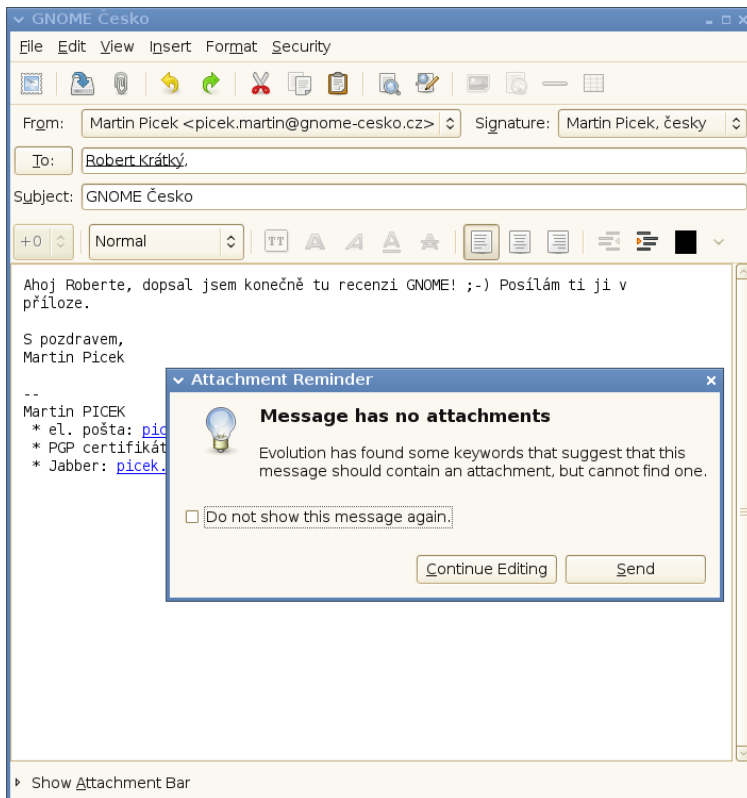 GNOME Česko
File Edit View Insert Format Security
From: Martin Picek <picek.martin@gnome-cesko.cz> Signature: Martin Picek, česky
To: Robert Krátký,
Subject: GNOME Česko
+0 Normal TT A A A A
Ahoj Roberte, dopsal jsem konečně tu recenzi GNOME! ;-) Posílám ti ji v
příloze.
S pozdravem,
Martin Picek
--
Martin PICEK
* el. pošta: pic
* PGP certifikát
* Jabber: picek.
Attachment Reminder
Message has no attachments
Evolution has found some keywords that suggest that this
message should contain an attachment, but cannot find one.
Do not show this message again.
Continue Editing Send
Show Attachment Bar